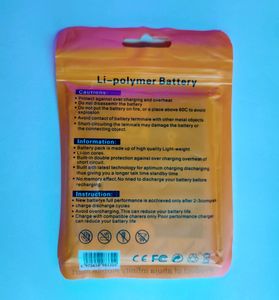 Li-polymer Battery
Cautions:
• Protect against over charging and overheat
• Do not disassemble the battery
• Do not put the battery on fire, or a place above 60C to avoid
explosion
• Avoid contact of battery terminals with other metal objects
• Short-circuiting the terminals may damage the battery or
the connecting object.
Information:
• Battery pack is made up of high quality Light-weight
• Li-ion cores.
• Built-in double protection against over charging overheat of
short circuit.
• Built with latest technology for optimum charging discharging
thus giving you a longer talk time standby time
• No memory effect, No need to discharge your battery before
recharging.
Instruction:
• New battery full performance is acchieved only after 2-3complete
charge discharge cycles
• Avoid overcharging, This can reduce your battery life
• Charge with compatible charers only Poor performance charger
can reduce your battery life